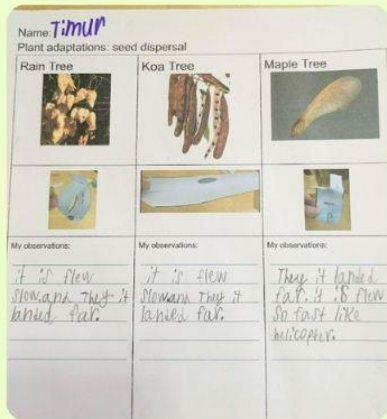 Name: Timur
Plant adaptations: seed dispersal
Rain Tree
Koa Tree
Maple Tree
My observations:
it is flew
slow.and They it
landed far.
My observations:
it is flew
slow.and They it
landed far.
My observations:
They it landed
far. it is flew
so fast like
helicopter.